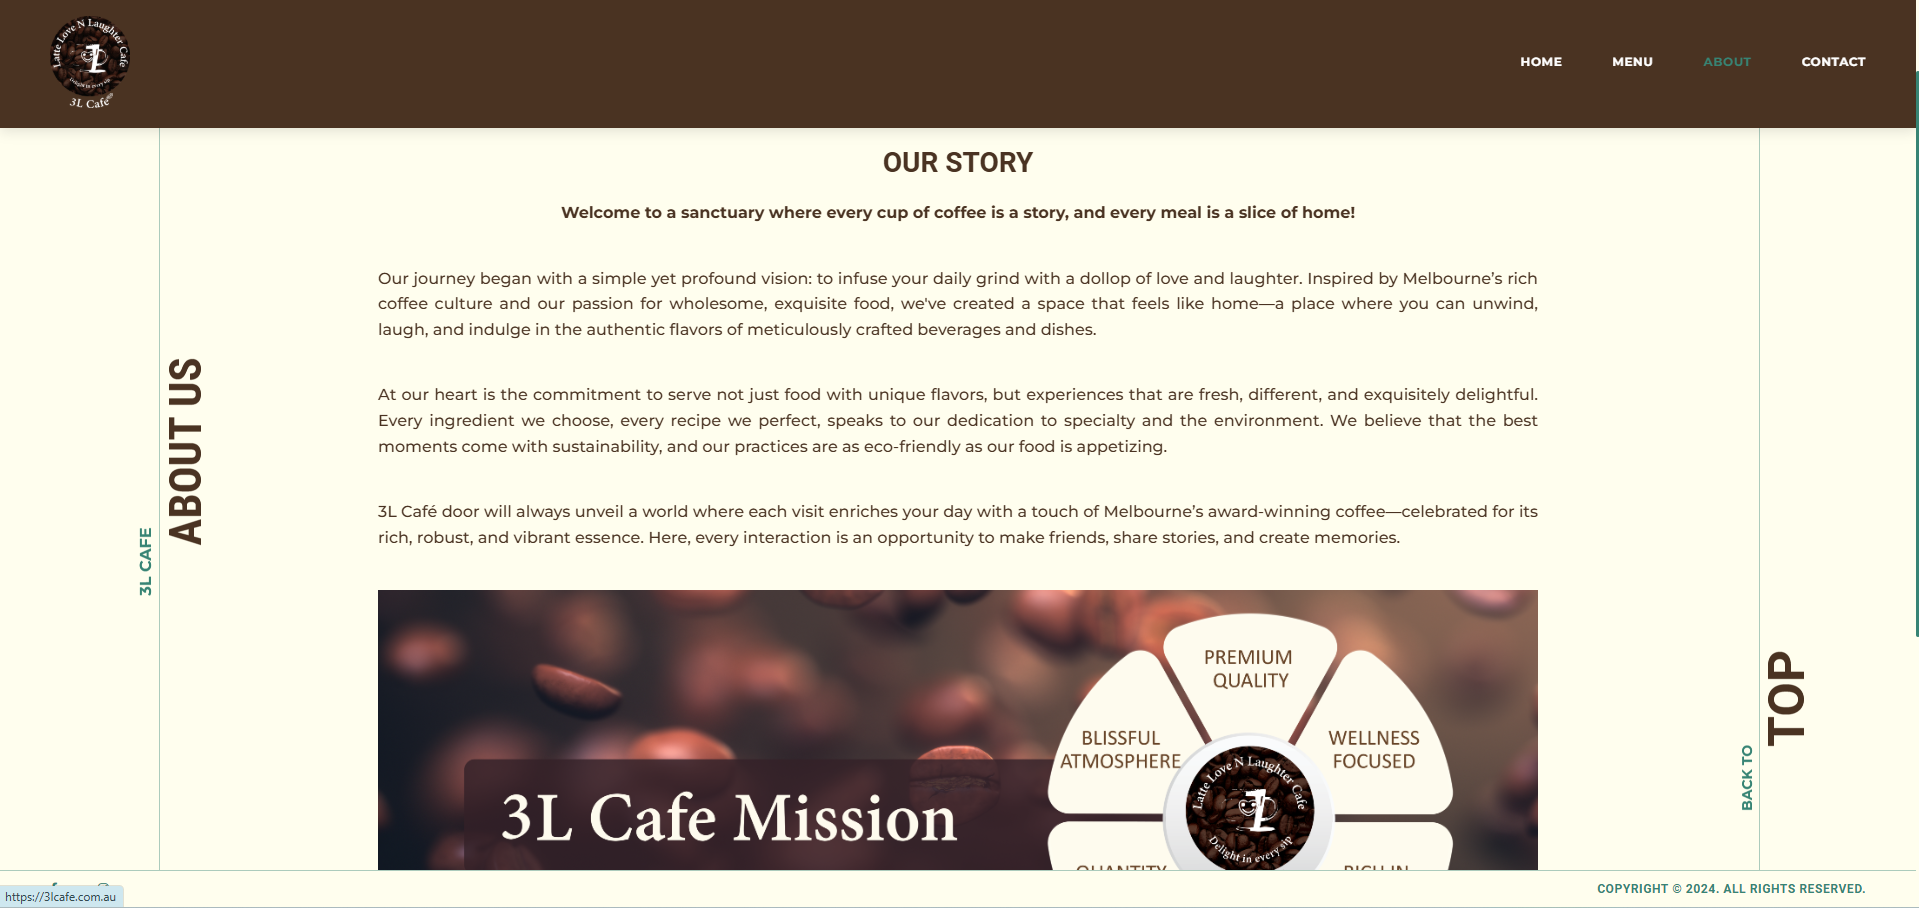 Latte Love N Laughter Cafe
Delight in every sip
3L Cafe
HOME
MENU
ABOUT
CONTACT
OUR STORY
Welcome to a sanctuary where every cup of coffee is a story, and every meal is a slice of home!
Our journey began with a simple yet profound vision: to infuse your daily grind with a dollop of love and laughter. Inspired by Melbourne’s rich
coffee culture and our passion for wholesome, exquisite food, we've created a space that feels like home—a place where you can unwind,
laugh, and indulge in the authentic flavors of meticulously crafted beverages and dishes.
At our heart is the commitment to serve not just food with unique flavors, but experiences that are fresh, different, and exquisitely delightful.
Every ingredient we choose, every recipe we perfect, speaks to our dedication to specialty and the environment. We believe that the best
moments come with sustainability, and our practices are as eco-friendly as our food is appetizing.
3L Café door will always unveil a world where each visit enriches your day with a touch of Melbourne’s award-winning coffee—celebrated for its
rich, robust, and vibrant essence. Here, every interaction is an opportunity to make friends, share stories, and create memories.
ABOUT US
3L CAFE
PREMIUM
QUALITY
BLISSFUL
ATMOSPHERE
WELLNESS
FOCUSED
Latte Love N Laughter Cafe
Delight in every sip
3L Cafe Mission
QUANTITY
RICH IN
TOP
BACK TO
https://3lcafe.com.au
COPYRIGHT © 2024. ALL RIGHTS RESERVED.